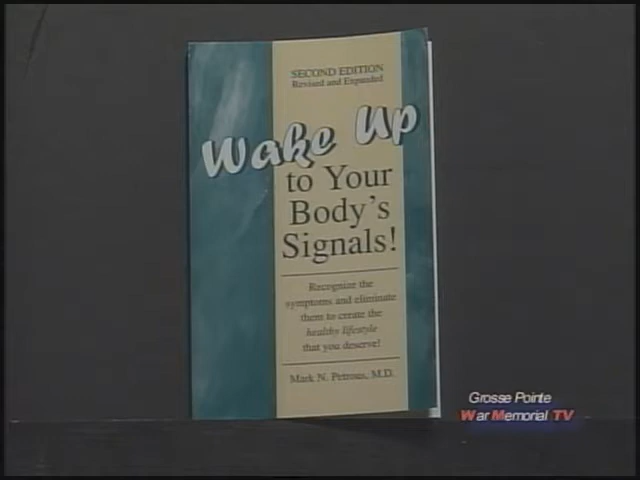 SECOND EDITION
Revised and Expanded
Wake Up
to Your
Body's
Signals!
Recognize the
symptoms and eliminate
them to create the
healthy lifestyle
that you deserve!
Mark N. Petrous, M.D.
Grosse Pointe
War Memorial TV